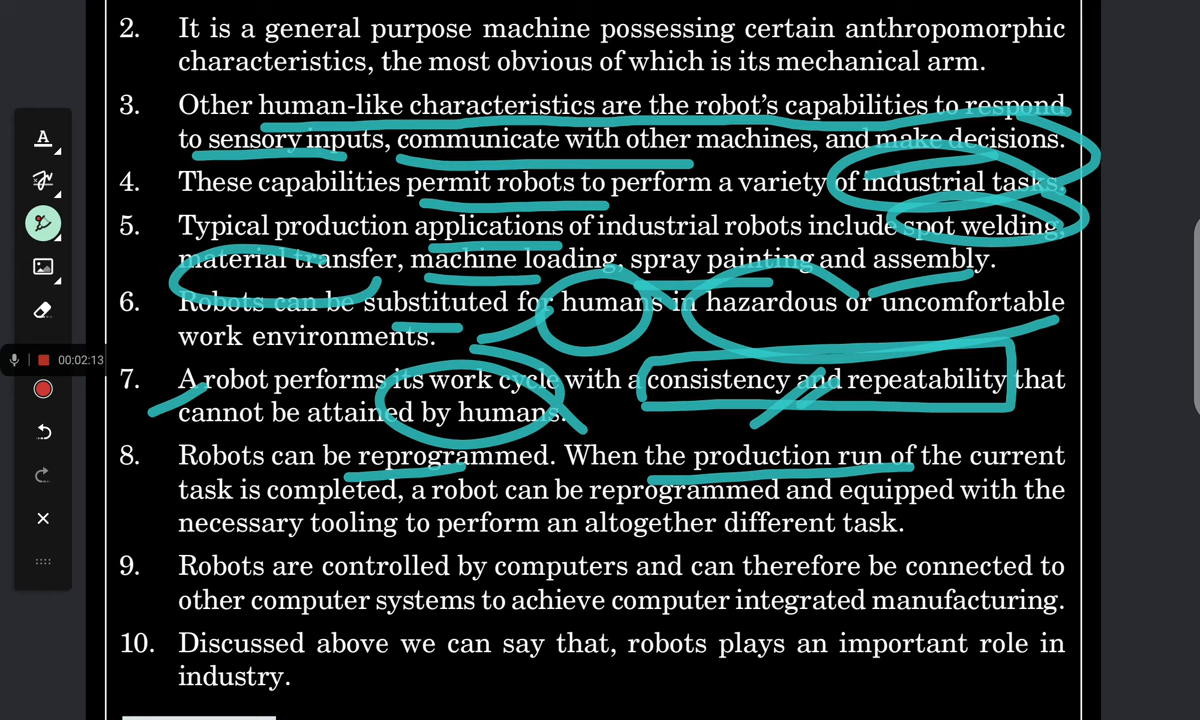 2. It is a general purpose machine possessing certain anthropomorphic
characteristics, the most obvious of which is its mechanical arm.
3. Other human-like characteristics are the robot's capabilities to respond
to sensory inputs, communicate with other machines, and make decisions.
4. These capabilities permit robots to perform a variety of industrial tasks.
5. Typical production applications of industrial robots include spot welding,
material transfer, machine loading, spray painting and assembly.
6. Robots can be substituted for humans in hazardous or uncomfortable
work environments.
00:02:13
7. A robot performs its work cycle with a consistency and repeatability that
cannot be attained by humans.
8. Robots can be reprogrammed. When the production run of the current
task is completed, a robot can be reprogrammed and equipped with the
necessary tooling to perform an altogether different task.
9. Robots are controlled by computers and can therefore be connected to
other computer systems to achieve computer integrated manufacturing.
10. Discussed above we can say that, robots plays an important role in
industry.